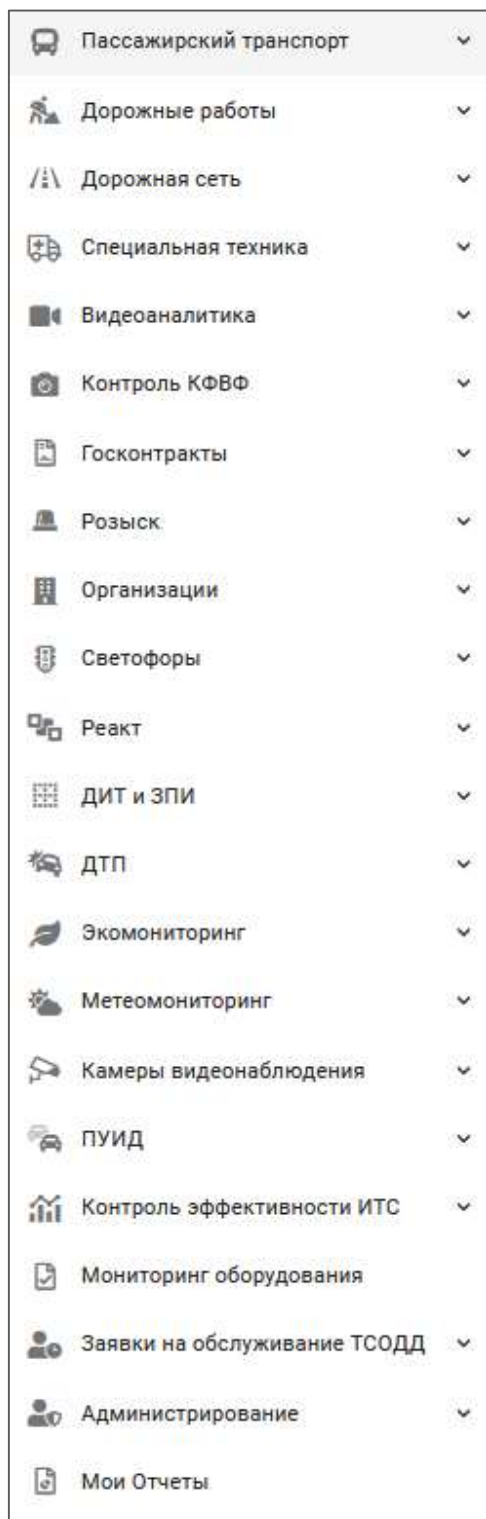 Пассажирский транспорт
Дорожные работы
Дорожная сеть
Специальная техника
Видеоаналитика
Контроль КФВФ
Госконтракты
Розыск
Организации
Светофоры
Реакт
ДИТ и ЗПИ
ДТП
Экомониторинг
Метеомониторинг
Камеры видеонаблюдения
ПУИД
Контроль эффективности ИТС
Мониторинг оборудования
Заявки на обслуживание ТСОДД
Администрирование
Мои Отчеты